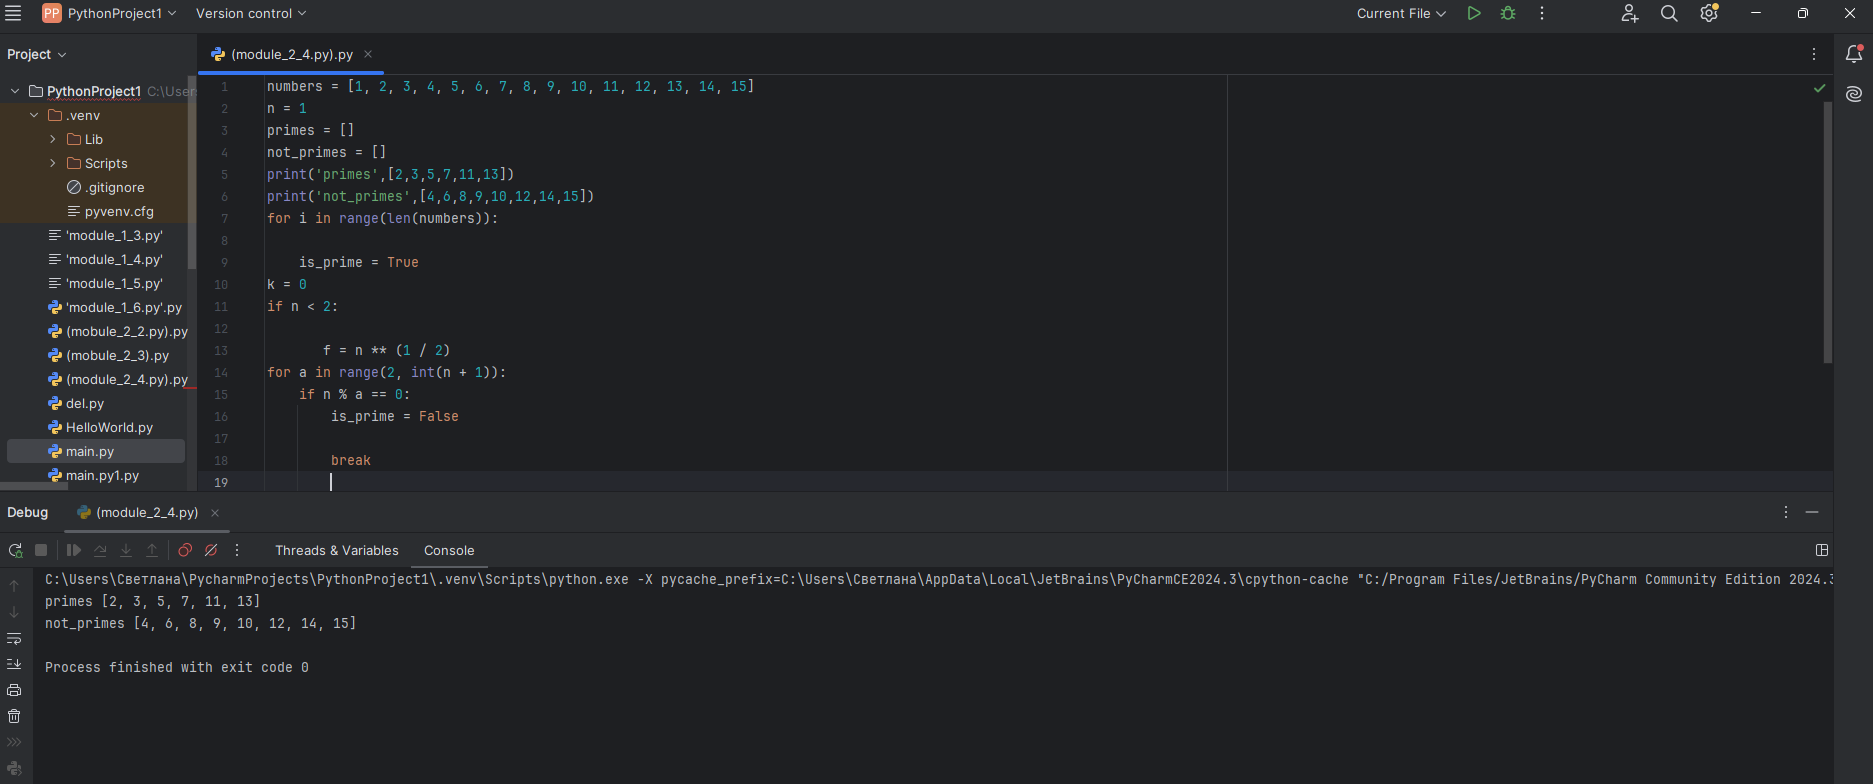 PP PythonProject1 Version control Current File
Project
(module_2_4.py).py
PythonProject1 C:\Users
.venv
Lib
Scripts
.gitignore
pyvenv.cfg
'module_1_3.py'
'module_1_4.py'
'module_1_5.py'
'module_1_6.py'.py
(mobule_2_2.py).py
(mobule_2_3).py
(module_2_4.py).py
del.py
HelloWorld.py
main.py
main.py1.py
1 numbers = [1, 2, 3, 4, 5, 6, 7, 8, 9, 10, 11, 12, 13, 14, 15]
2 n = 1
3 primes = []
4 not_primes = []
5 print('primes',[2,3,5,7,11,13])
6 print('not_primes',[4,6,8,9,10,12,14,15])
7 for i in range(len(numbers)):
8
9 is_prime = True
10 k = 0
11 if n < 2:
12
13 f = n ** (1 / 2)
14 for a in range(2, int(n + 1)):
15 if n % a == 0:
16 is_prime = False
17
18 break
19
Debug (module_2_4.py)
Threads & Variables Console
C:\Users\Светлана\PycharmProjects\PythonProject1\.venv\Scripts\python.exe -X pycache_prefix=C:\Users\Светлана\AppData\Local\JetBrains\PyCharmCE2024.3\cpython-cache "C:/Program Files/JetBrains/PyCharm Community Edition 2024.3
primes [2, 3, 5, 7, 11, 13]
not_primes [4, 6, 8, 9, 10, 12, 14, 15]
Process finished with exit code 0